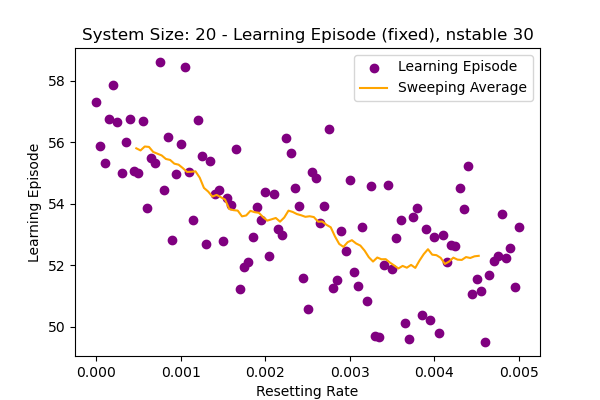 System Size: 20 - Learning Episode (fixed), nstable 30
Learning Episode
Sweeping Average
Learning Episode
58
56
54
52
50
0.000
0.001
0.002
0.003
0.004
0.005
Resetting Rate